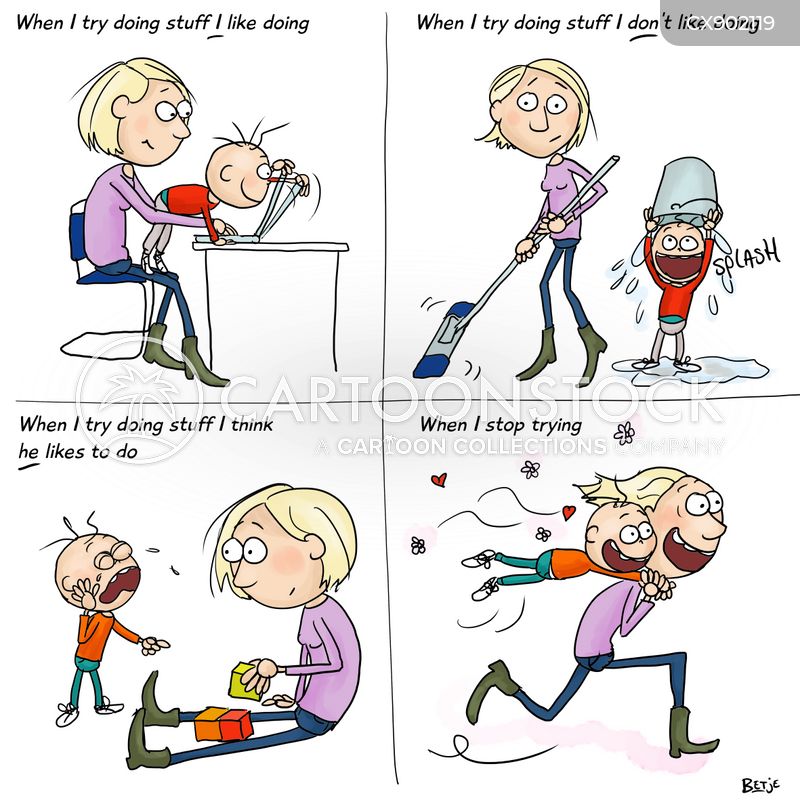 When I try doing stuff I like doing
When I try doing stuff I don't like doing
CX902119
SPLASH
CARTOONSTOCK
A CARTOON COLLECTIONS COMPANY
When I try doing stuff I think
he likes to do
When I stop trying
BETJE